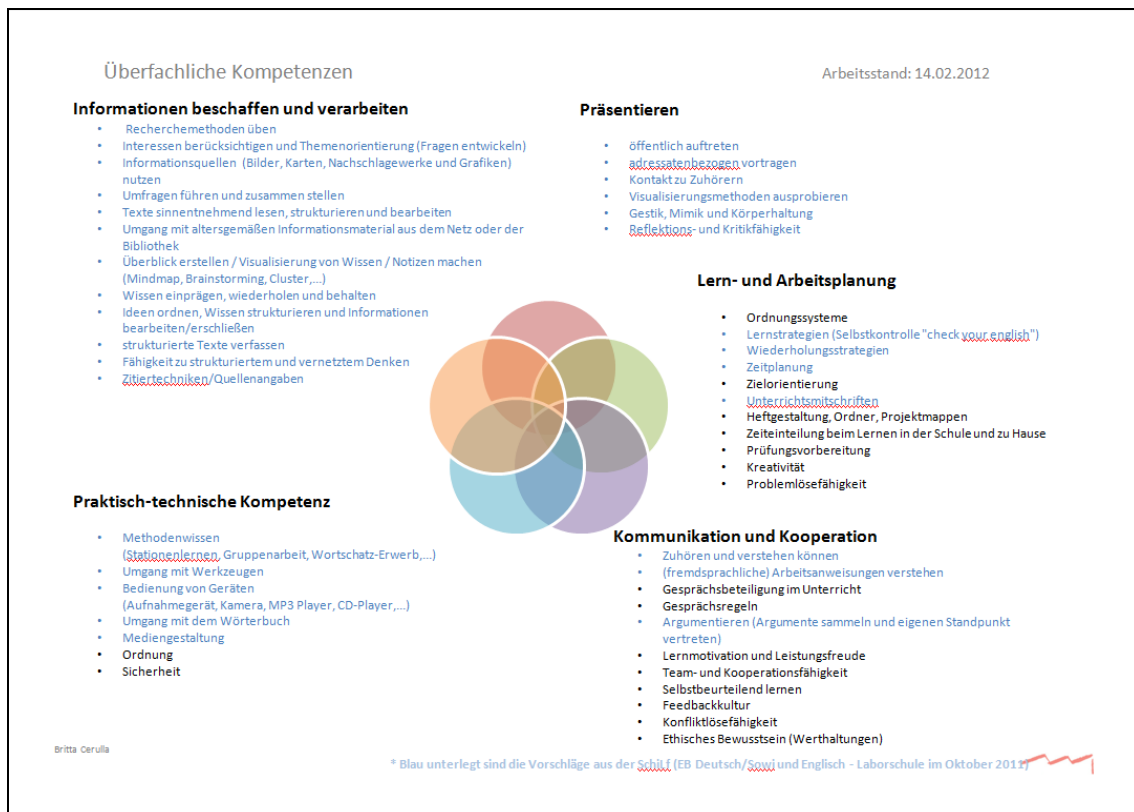 Überfachliche Kompetenzen
Arbeitsstand: 14.02.2012
Informationen beschaffen und verarbeiten
• Recherchemethoden üben
• Interessen berücksichtigen und Themenorientierung (Fragen entwickeln)
• Informationsquellen (Bilder, Karten, Nachschlagewerke und Grafiken)
nutzen
• Umfragen führen und zusammen stellen
• Texte sinnentnehmend lesen, strukturieren und bearbeiten
• Umgang mit altersgemäßen Informationsmaterial aus dem Netz oder der
Bibliothek
• Überblick erstellen / Visualisierung von Wissen / Notizen machen
(Mindmap, Brainstorming, Cluster,...)
• Wissen einprägen, wiederholen und behalten
• Ideen ordnen, Wissen strukturieren und Informationen
bearbeiten/erschließen
• strukturierte Texte verfassen
• Fähigkeit zu strukturiertem und vernetztem Denken
• Zitiertechniken/Quellenangaben
Präsentieren
• öffentlich auftreten
• adressatenbezogen vortragen
• Kontakt zu Zuhörern
• Visualisierungsmethoden ausprobieren
• Gestik, Mimik und Körperhaltung
• Reflektions- und Kritikfähigkeit
Lern- und Arbeitsplanung
• Ordnungssysteme
• Lernstrategien (Selbstkontrolle "check your english")
• Wiederholungsstrategien
• Zeitplanung
• Zielorientierung
• Unterrichtsmitschriften
• Heftgestaltung, Ordner, Projektmappen
• Zeiteinteilung beim Lernen in der Schule und zu Hause
• Prüfungsvorbereitung
• Kreativität
• Problemlösefähigkeit
Praktisch-technische Kompetenz
• Methodenwissen
(Stationenlernen, Gruppenarbeit, Wortschatz-Erwerb,...)
• Umgang mit Werkzeugen
• Bedienung von Geräten
(Aufnahmegerät, Kamera, MP3 Player, CD-Player,...)
• Umgang mit dem Wörterbuch
• Mediengestaltung
• Ordnung
• Sicherheit
Kommunikation und Kooperation
• Zuhören und verstehen können
• (fremdsprachliche) Arbeitsanweisungen verstehen
• Gesprächsbeteiligung im Unterricht
• Gesprächsregeln
• Argumentieren (Argumente sammeln und eigenen Standpunkt
vertreten)
• Lernmotivation und Leistungsfreude
• Team- und Kooperationsfähigkeit
• Selbstbeurteilend lernen
• Feedbackkultur
• Konfliktlösefähigkeit
• Ethisches Bewusstsein (Werthaltungen)
Britta Cerulla
* Blau unterlegt sind die Vorschläge aus der SchiLf (EB Deutsch/Sowi und Englisch - Laborschule im Oktober 2011)